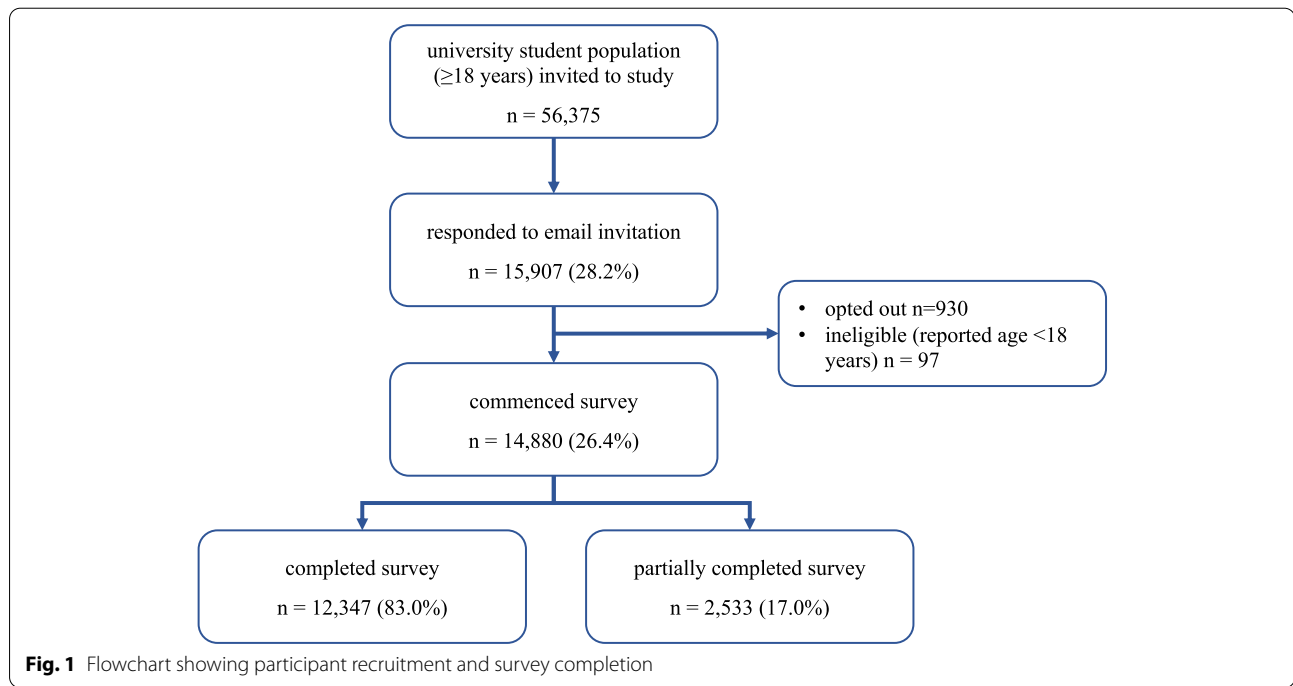 university student population
(≥18 years) invited to study
n = 56,375
responded to email invitation
n = 15,907 (28.2%)
• opted out n=930
• ineligible (reported age <18
years) n = 97
commenced survey
n = 14,880 (26.4%)
completed survey
n = 12,347 (83.0%)
partially completed survey
n = 2,533 (17.0%)
Fig. 1 Flowchart showing participant recruitment and survey completion